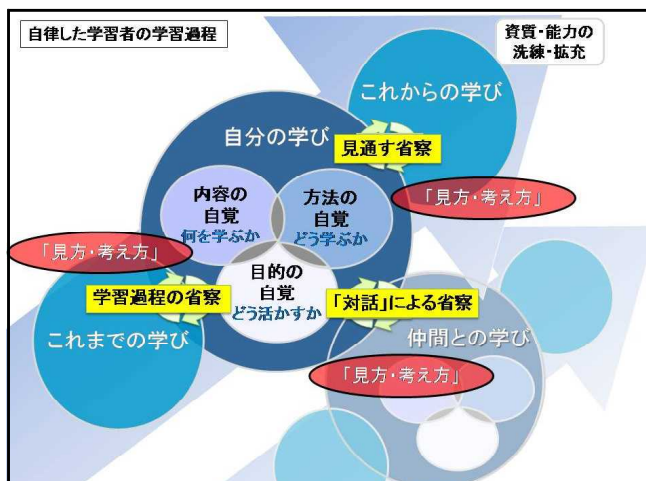 自律した学習者の学習過程
資質・能力の
洗練・拡充
これからの学び
自分の学び
見通す省察
内容の
自覚
何を学ぶか
方法の
自覚
どう学ぶか
「見方・考え方」
「見方・考え方」
目的の
自覚
どう活かすか
学習過程の省察
「対話」による省察
これまでの学び
仲間との学び
「見方・考え方」